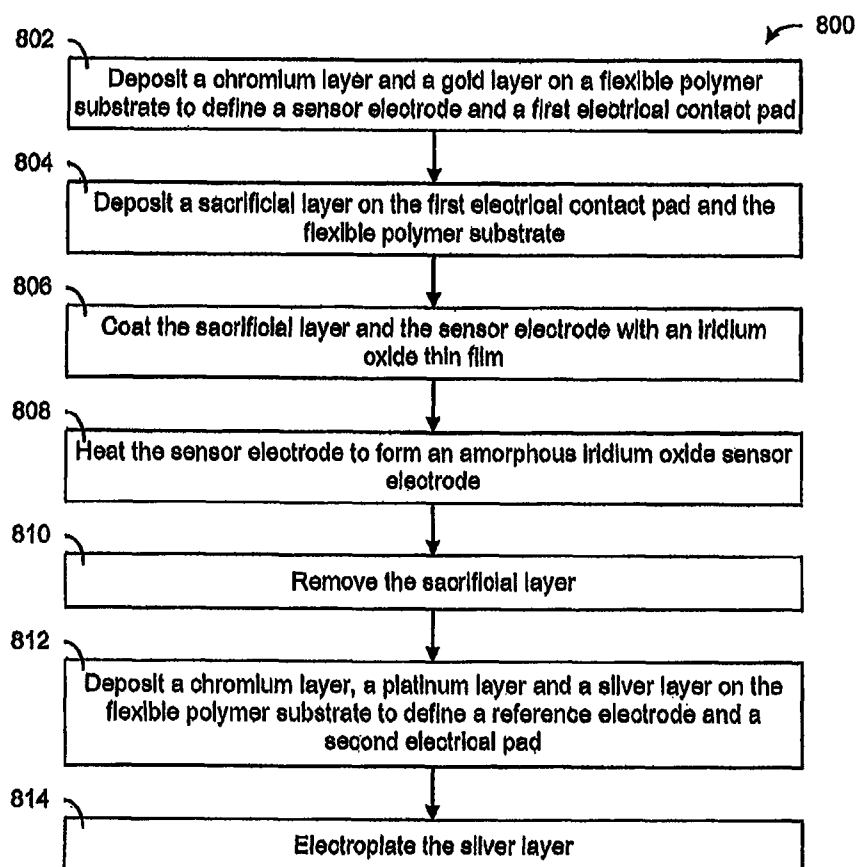 800
802
Deposit a chromium layer and a gold layer on a flexible polymer
substrate to define a sensor electrode and a first electrical contact pad
804
Deposit a sacrificial layer on the first electrical contact pad and the
flexible polymer substrate
806
Coat the sacrificial layer and the sensor electrode with an iridium
oxide thin film
808
Heat the sensor electrode to form an amorphous iridium oxide sensor
electrode
810
Remove the sacrificial layer
812
Deposit a chromium layer, a platinum layer and a silver layer on the
flexible polymer substrate to define a reference electrode and a
second electrical pad
814
Electroplate the silver layer